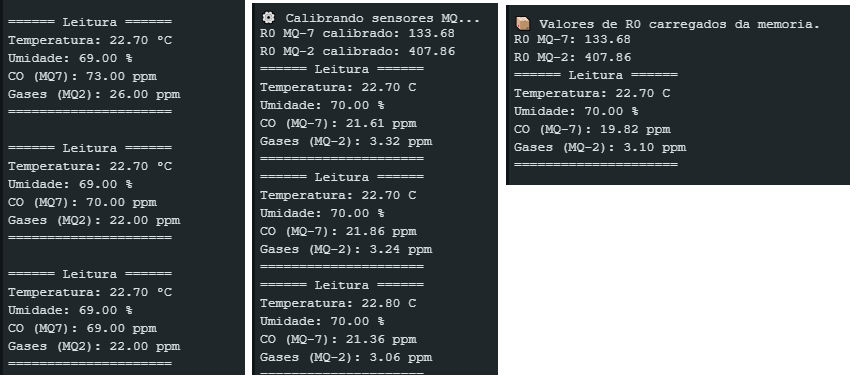 ====== Leitura ======
Temperatura: 22.70 °C
Umidade: 69.00 %
CO (MQ7): 73.00 ppm
Gases (MQ2): 26.00 ppm
=====================
====== Leitura ======
Temperatura: 22.70 °C
Umidade: 69.00 %
CO (MQ7): 70.00 ppm
Gases (MQ2): 22.00 ppm
=====================
====== Leitura ======
Temperatura: 22.70 °C
Umidade: 69.00 %
CO (MQ7): 69.00 ppm
Gases (MQ2): 22.00 ppm
=====================
⚙ Calibrando sensores MQ...
R0 MQ-7 calibrado: 133.68
R0 MQ-2 calibrado: 407.86
====== Leitura ======
Temperatura: 22.70 C
Umidade: 70.00 %
CO (MQ-7): 21.61 ppm
Gases (MQ-2): 3.32 ppm
=====================
====== Leitura ======
Temperatura: 22.70 C
Umidade: 70.00 %
CO (MQ-7): 21.86 ppm
Gases (MQ-2): 3.24 ppm
=====================
====== Leitura ======
Temperatura: 22.80 C
Umidade: 70.00 %
CO (MQ-7): 21.36 ppm
Gases (MQ-2): 3.06 ppm
=====================
📦 Valores de R0 carregados da memoria.
R0 MQ-7: 133.68
R0 MQ-2: 407.86
====== Leitura ======
Temperatura: 22.70 C
Umidade: 70.00 %
CO (MQ-7): 19.82 ppm
Gases (MQ-2): 3.10 ppm
=====================